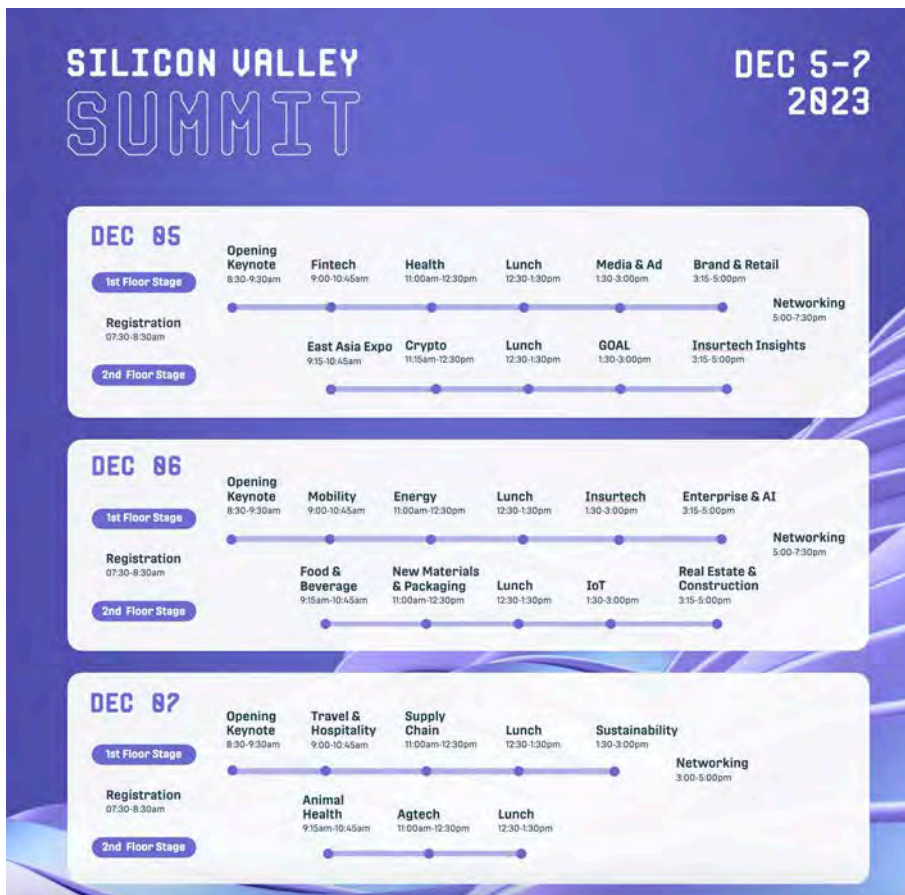 SILICON VALLEY
SUMMIT
DEC 5-7
2023
DEC 05
1st Floor Stage
Registration
07:30-8:30am
2nd Floor Stage
Opening
Keynote
8:30-9:30am
Fintech
9:00-10:45am
Health
11:00am-12:30pm
Lunch
12:30-1:30pm
Media & Ad
1:30-3:00pm
Brand & Retail
3:15-5:00pm
Networking
5:00-7:30pm
East Asia Expo
9:15-10:45am
Crypto
11:15am-12:30pm
Lunch
12:30-1:30pm
GOAL
1:30-3:00pm
Insurtech Insights
3:15-5:00pm
DEC 06
1st Floor Stage
Registration
07:30-8:30am
2nd Floor Stage
Opening
Keynote
8:30-9:30am
Mobility
9:00-10:45am
Energy
11:00am-12:30pm
Lunch
12:30-1:30pm
Insurtech
1:30-3:00pm
Enterprise & AI
3:15-5:00pm
Networking
5:00-7:30pm
Food &
Beverage
9:15am-10:45am
New Materials
& Packaging
11:00am-12:30pm
Lunch
12:30-1:30pm
IoT
1:30-3:00pm
Real Estate &
Construction
3:15-5:00pm
DEC 07
1st Floor Stage
Registration
07:30-8:30am
2nd Floor Stage
Opening
Keynote
8:30-9:30am
Travel &
Hospitality
9:00-10:45am
Supply
Chain
11:00am-12:30pm
Lunch
12:30-1:30pm
Sustainability
1:30-3:00pm
Networking
3:00-5:00pm
Animal
Health
9:15am-10:45am
Agtech
11:00am-12:30pm
Lunch
12:30-1:30pm